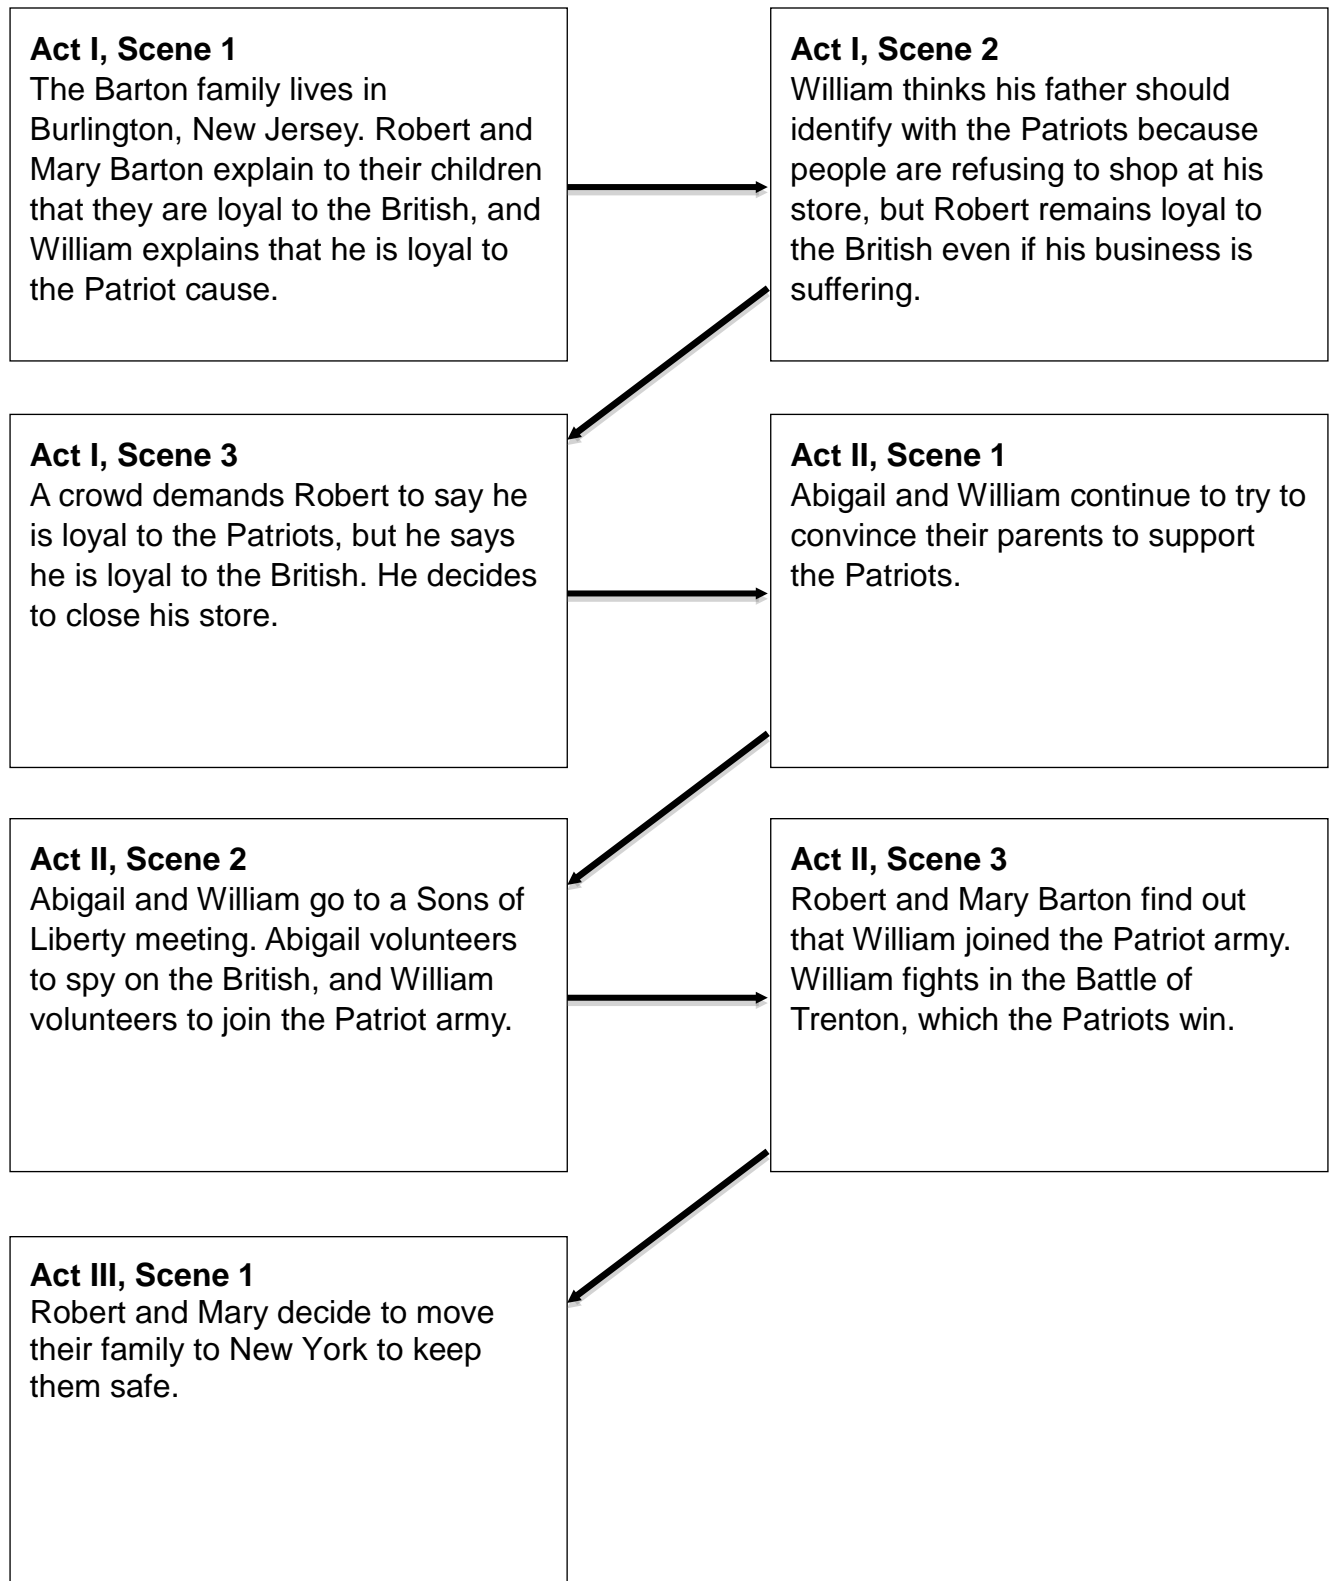 Act I, Scene 1
The Barton family lives in
Burlington, New Jersey. Robert and
Mary Barton explain to their children
that they are loyal to the British, and
William explains that he is loyal to
the Patriot cause.
Act I, Scene 2
William thinks his father should
identify with the Patriots because
people are refusing to shop at his
store, but Robert remains loyal to
the British even if his business is
suffering.
Act I, Scene 3
A crowd demands Robert to say he
is loyal to the Patriots, but he says
he is loyal to the British. He decides
to close his store.
Act II, Scene 1
Abigail and William continue to try to
convince their parents to support
the Patriots.
Act II, Scene 2
Abigail and William go to a Sons of
Liberty meeting. Abigail volunteers
to spy on the British, and William
volunteers to join the Patriot army.
Act II, Scene 3
Robert and Mary Barton find out
that William joined the Patriot army.
William fights in the Battle of
Trenton, which the Patriots win.
Act III, Scene 1
Robert and Mary decide to move
their family to New York to keep
them safe.